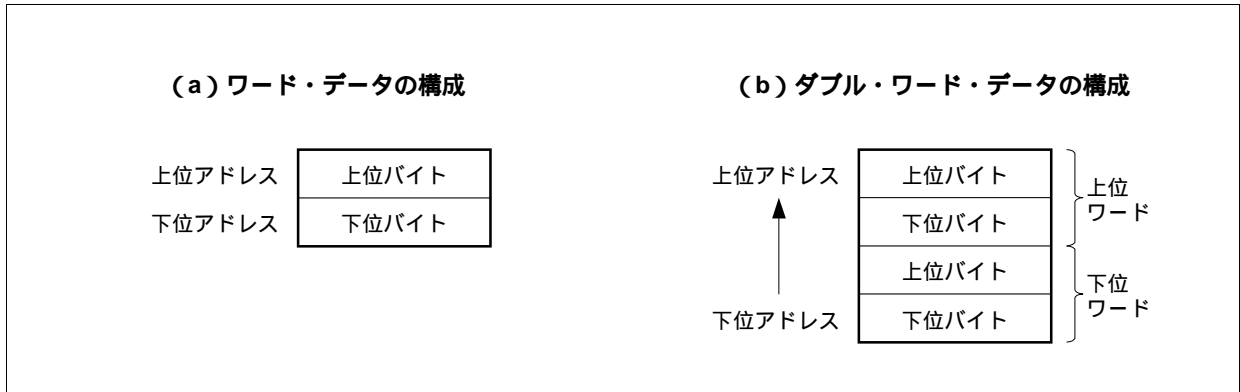 （a）ワード・データの構成
上位アドレス 上位バイト
下位アドレス 下位バイト
（b）ダブル・ワード・データの構成
上位アドレス 上位バイト
下位バイト
上位
ワード
上位バイト
下位アドレス 下位バイト
下位
ワード